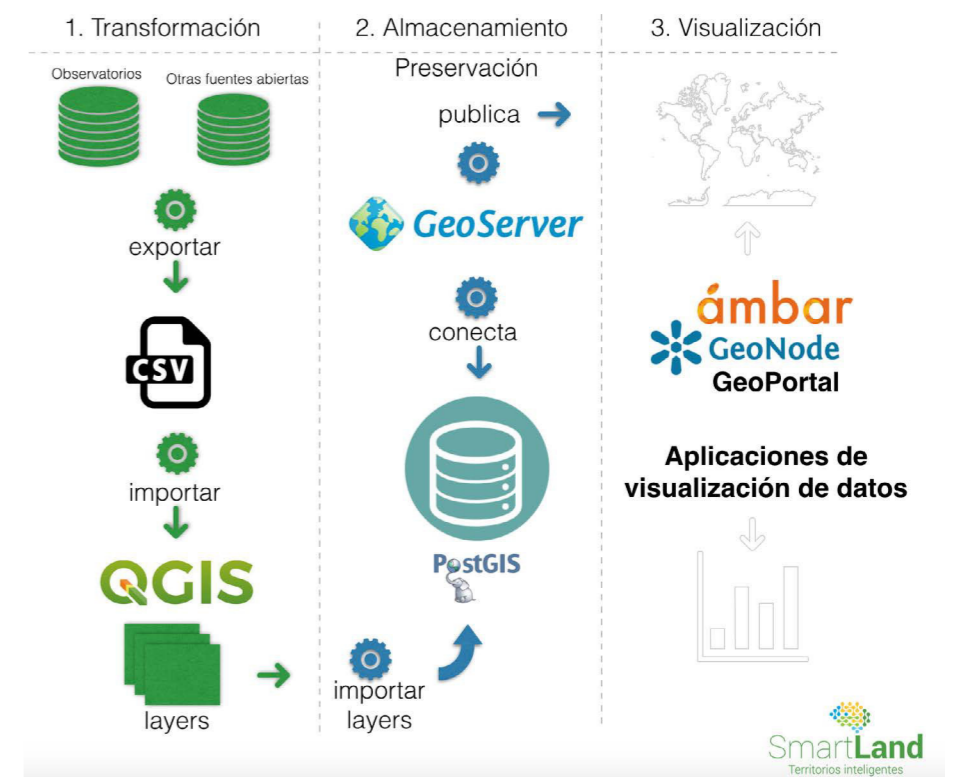 1. Transformación
Observatorios
Otras fuentes abiertas
exportar
CSV
importar
QGIS
layers
2. Almacenamiento
Preservación
publica
GeoServer
conecta
PostGIS
importar
layers
3. Visualización
ámbar
GeoNode
GeoPortal
Aplicaciones de
visualización de datos
SmartLand
Territorios inteligentes